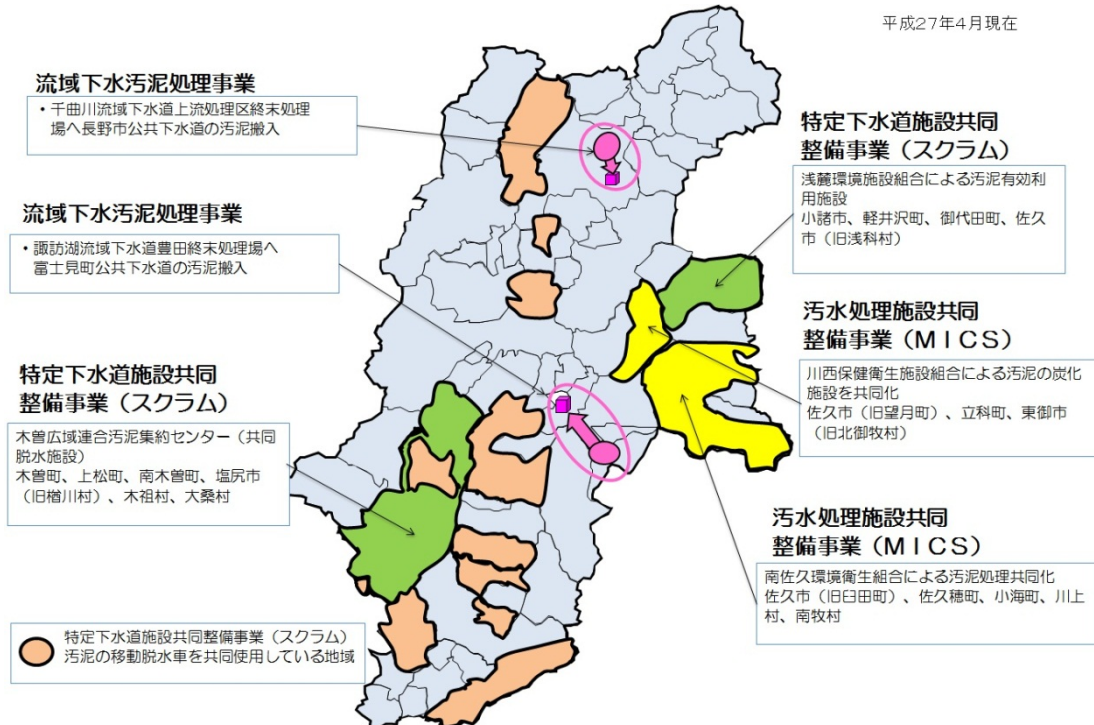 平成27年4月現在
流域下水汚泥処理事業
・千曲川流域下水道上流処理区終末処理
場へ長野市公共下水道の汚泥搬入
流域下水汚泥処理事業
・諏訪湖流域下水道豊田終末処理場へ
富士見町公共下水道の汚泥搬入
特定下水道施設共同
整備事業（スクラム）
木曽広域連合汚泥集約センター（共同
脱水施設）
木曽町、上松町、南木曽町、塩尻市
（旧楢川村）、木祖村、大桑村
特定下水道施設共同整備事業（スクラム）
汚泥の移動脱水車を共同使用している地域
特定下水道施設共同
整備事業（スクラム）
浅麓環境施設組合による汚泥有効利
用施設
小諸市、軽井沢町、御代田町、佐久
市（旧浅科村）
汚水処理施設共同
整備事業（ＭＩＣＳ）
川西保健衛生施設組合による汚泥の炭化
施設を共同化
佐久市（旧望月町）、立科町、東御市
（旧北御牧村）
汚水処理施設共同
整備事業（ＭＩＣＳ）
南佐久環境衛生組合による汚泥処理共同化
佐久市（旧臼田町）、佐久穂町、小海町、川上
村、南牧村